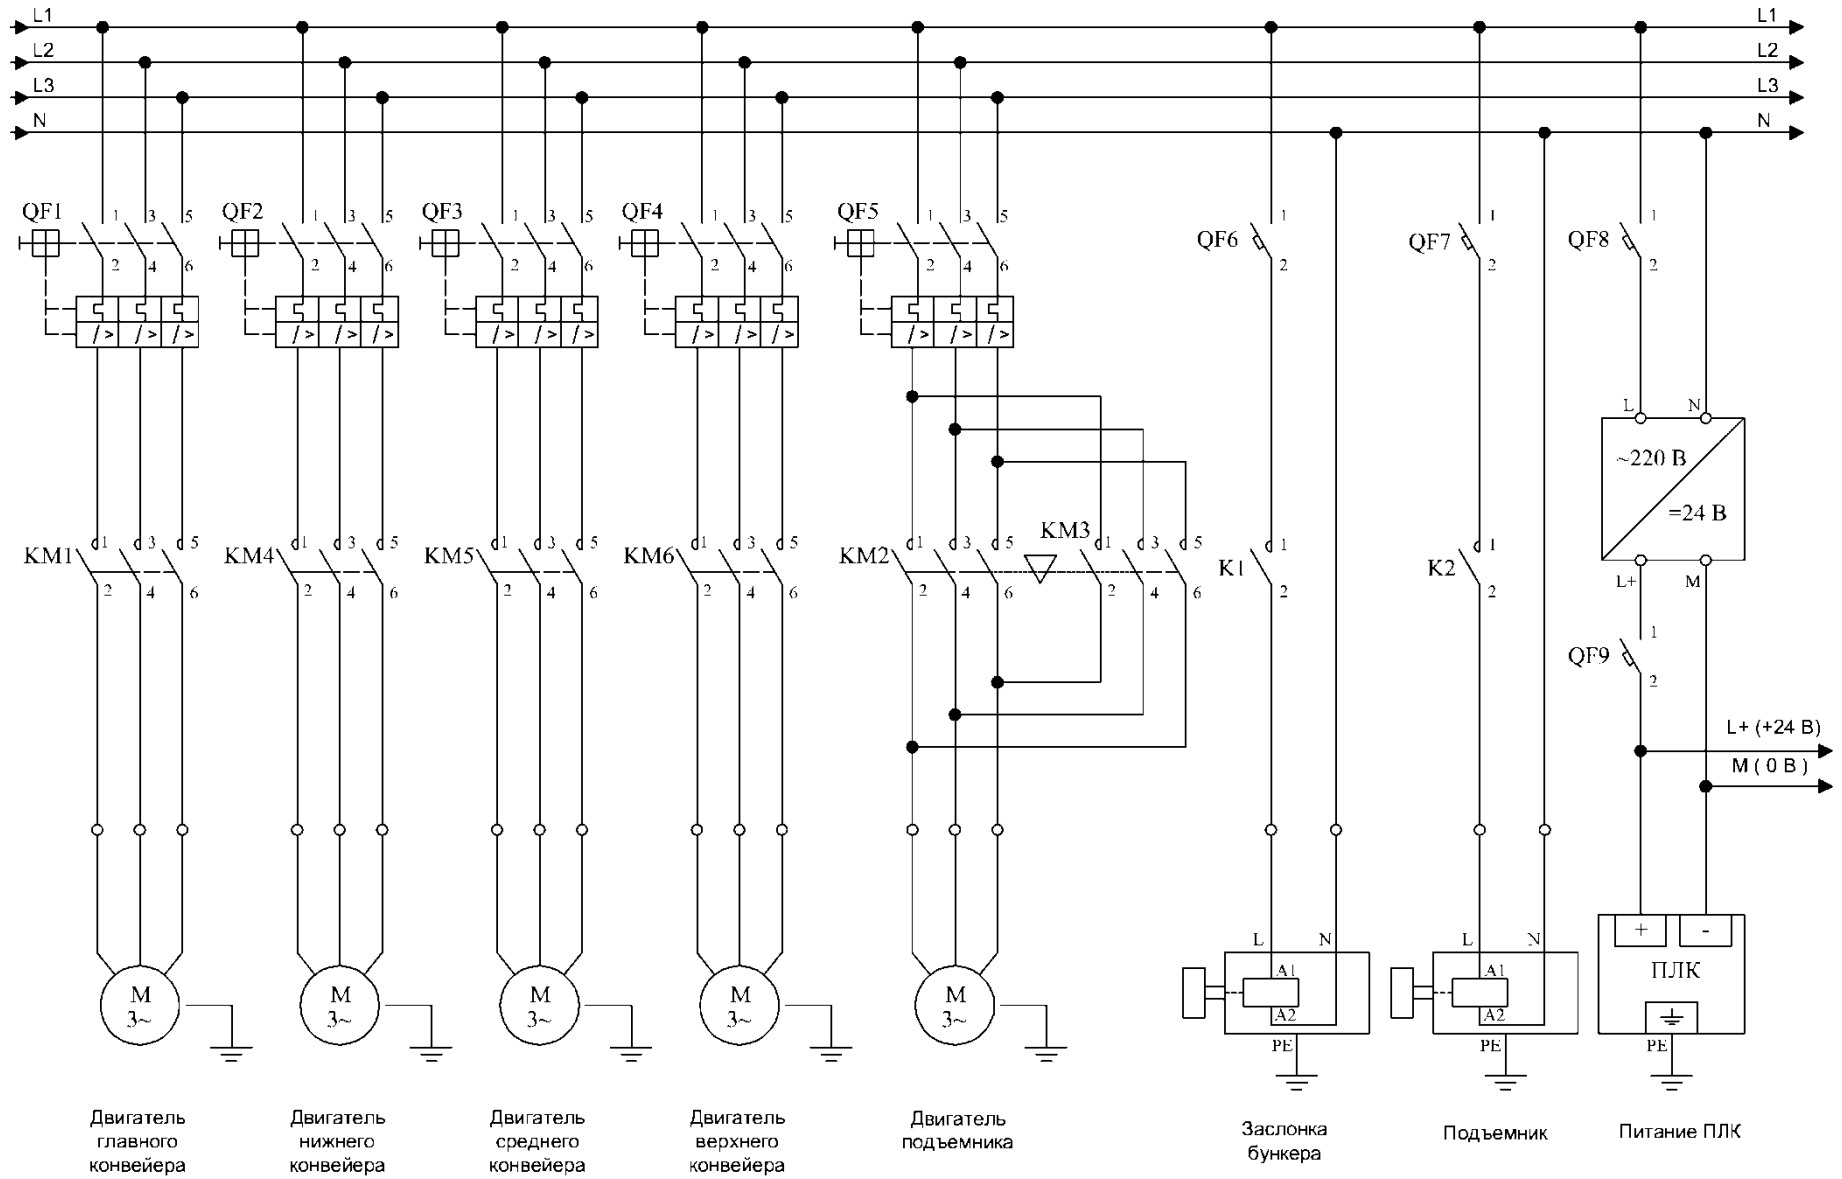 L1 L1
L2 L2
L3 L3
N N
QF1 1 3 5 QF2 1 3 5 QF3 1 3 5 QF4 1 3 5 QF5 1 3 5 QF6 1 QF7 1 QF8 1
2 4 6 2 4 6 2 4 6 2 4 6 2 4 6 2 2 2
/> /> /> /> /> /> /> /> /> /> /> /> /> /> />
L N
~220 В
=24 В
L+ M
KM1 1 3 5 KM4 1 3 5 KM5 1 3 5 KM6 1 3 5 KM2 1 3 5 KM3 1 3 5 K1 1 K2 1
2 4 6 2 4 6 2 4 6 2 4 6 2 4 6 2 4 6 2 2
QF9 1
2
L+ (+24 В)
M ( 0 В )
L N L N + -
A1 A1 ПЛК
A2 A2
PE PE PE
M M M M M
3~ 3~ 3~ 3~ 3~
Двигатель
главного
конвейера
Двигатель
нижнего
конвейера
Двигатель
среднего
конвейера
Двигатель
верхнего
конвейера
Двигатель
подъемника
Заслонка
бункера
Подъемник
Питание ПЛК